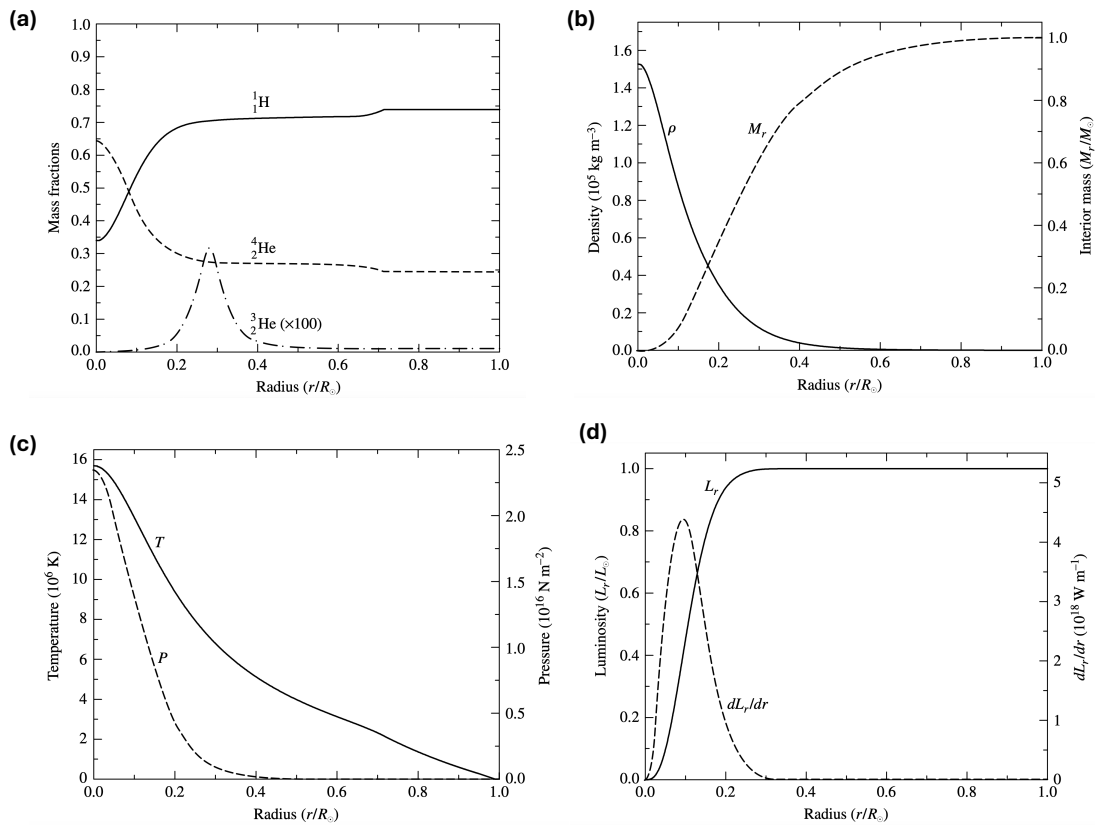 (a)
1.0
0.9
0.8
0.7
0.6
0.5
0.4
0.3
0.2
0.1
0.0
Mass fractions
¹₁H
⁴₂He
³₂He (×100)
0.0 0.2 0.4 0.6 0.8 1.0
Radius (r/R☉)
(b)
1.6
1.4
1.2
1.0
0.8
0.6
0.4
0.2
0.0
Density (10⁵ kg m⁻³)
ρ
Mᵣ
1.0
0.8
0.6
0.4
0.2
0.0
Interior mass (Mᵣ/M☉)
0.0 0.2 0.4 0.6 0.8 1.0
Radius (r/R☉)
(c)
16
14
12
10
8
6
4
2
0
Temperature (10⁶ K)
T
P
2.5
2.0
1.5
1.0
0.5
0.0
Pressure (10¹⁶ N m⁻²)
0.0 0.2 0.4 0.6 0.8 1.0
Radius (r/R☉)
(d)
1.0
0.8
0.6
0.4
0.2
0.0
Luminosity (Lᵣ/L☉)
Lᵣ
dLᵣ/dr
5
4
3
2
1
0
dLᵣ/dr (10¹⁸ W m⁻¹)
0.0 0.2 0.4 0.6 0.8 1.0
Radius (r/R☉)